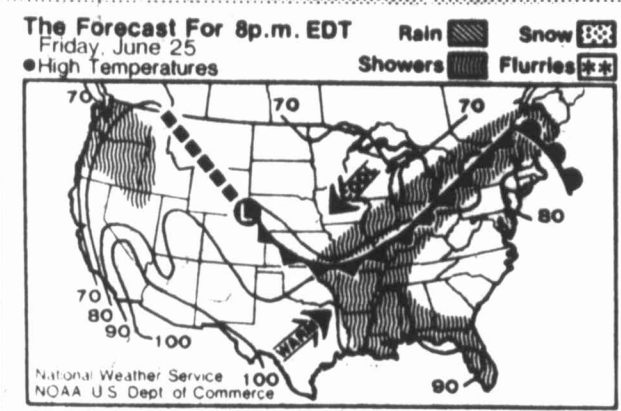 The Forecast For 8p.m. EDT
Friday, June 25
●High Temperatures
Rain
Snow
Showers
Flurries
70
70
70
L
80
70
80
90
100
WARM
100
90
National Weather Service
NOAA U S Dept of Commerce